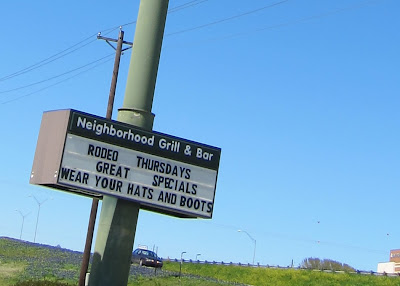 Neighborhood Grill & Bar
RODEO THURSDAYS
GREAT SPECIALS
WEAR YOUR HATS AND BOOTS